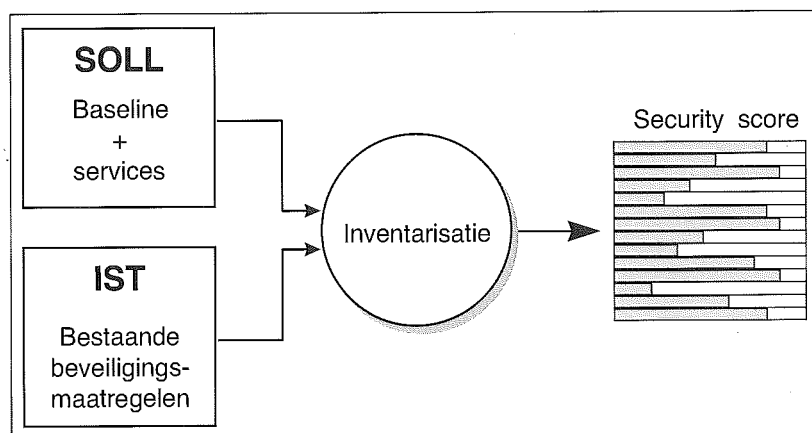 SOLL
Baseline
+
services
IST
Bestaande
beveiligings-
maatregelen
Inventarisatie
Security score